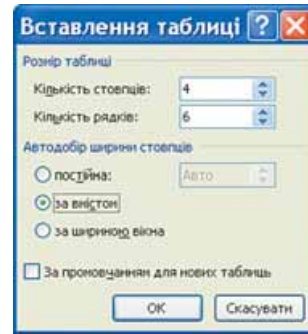 Вставлення таблиці
Розмір таблиці
Кількість стовпців: 4
Кількість рядків: 6
Автодобір ширини стовпців
постійна: Авто
за вмістом
за шириною вікна
За промовчанням для нових таблиць
ОК Скасувати